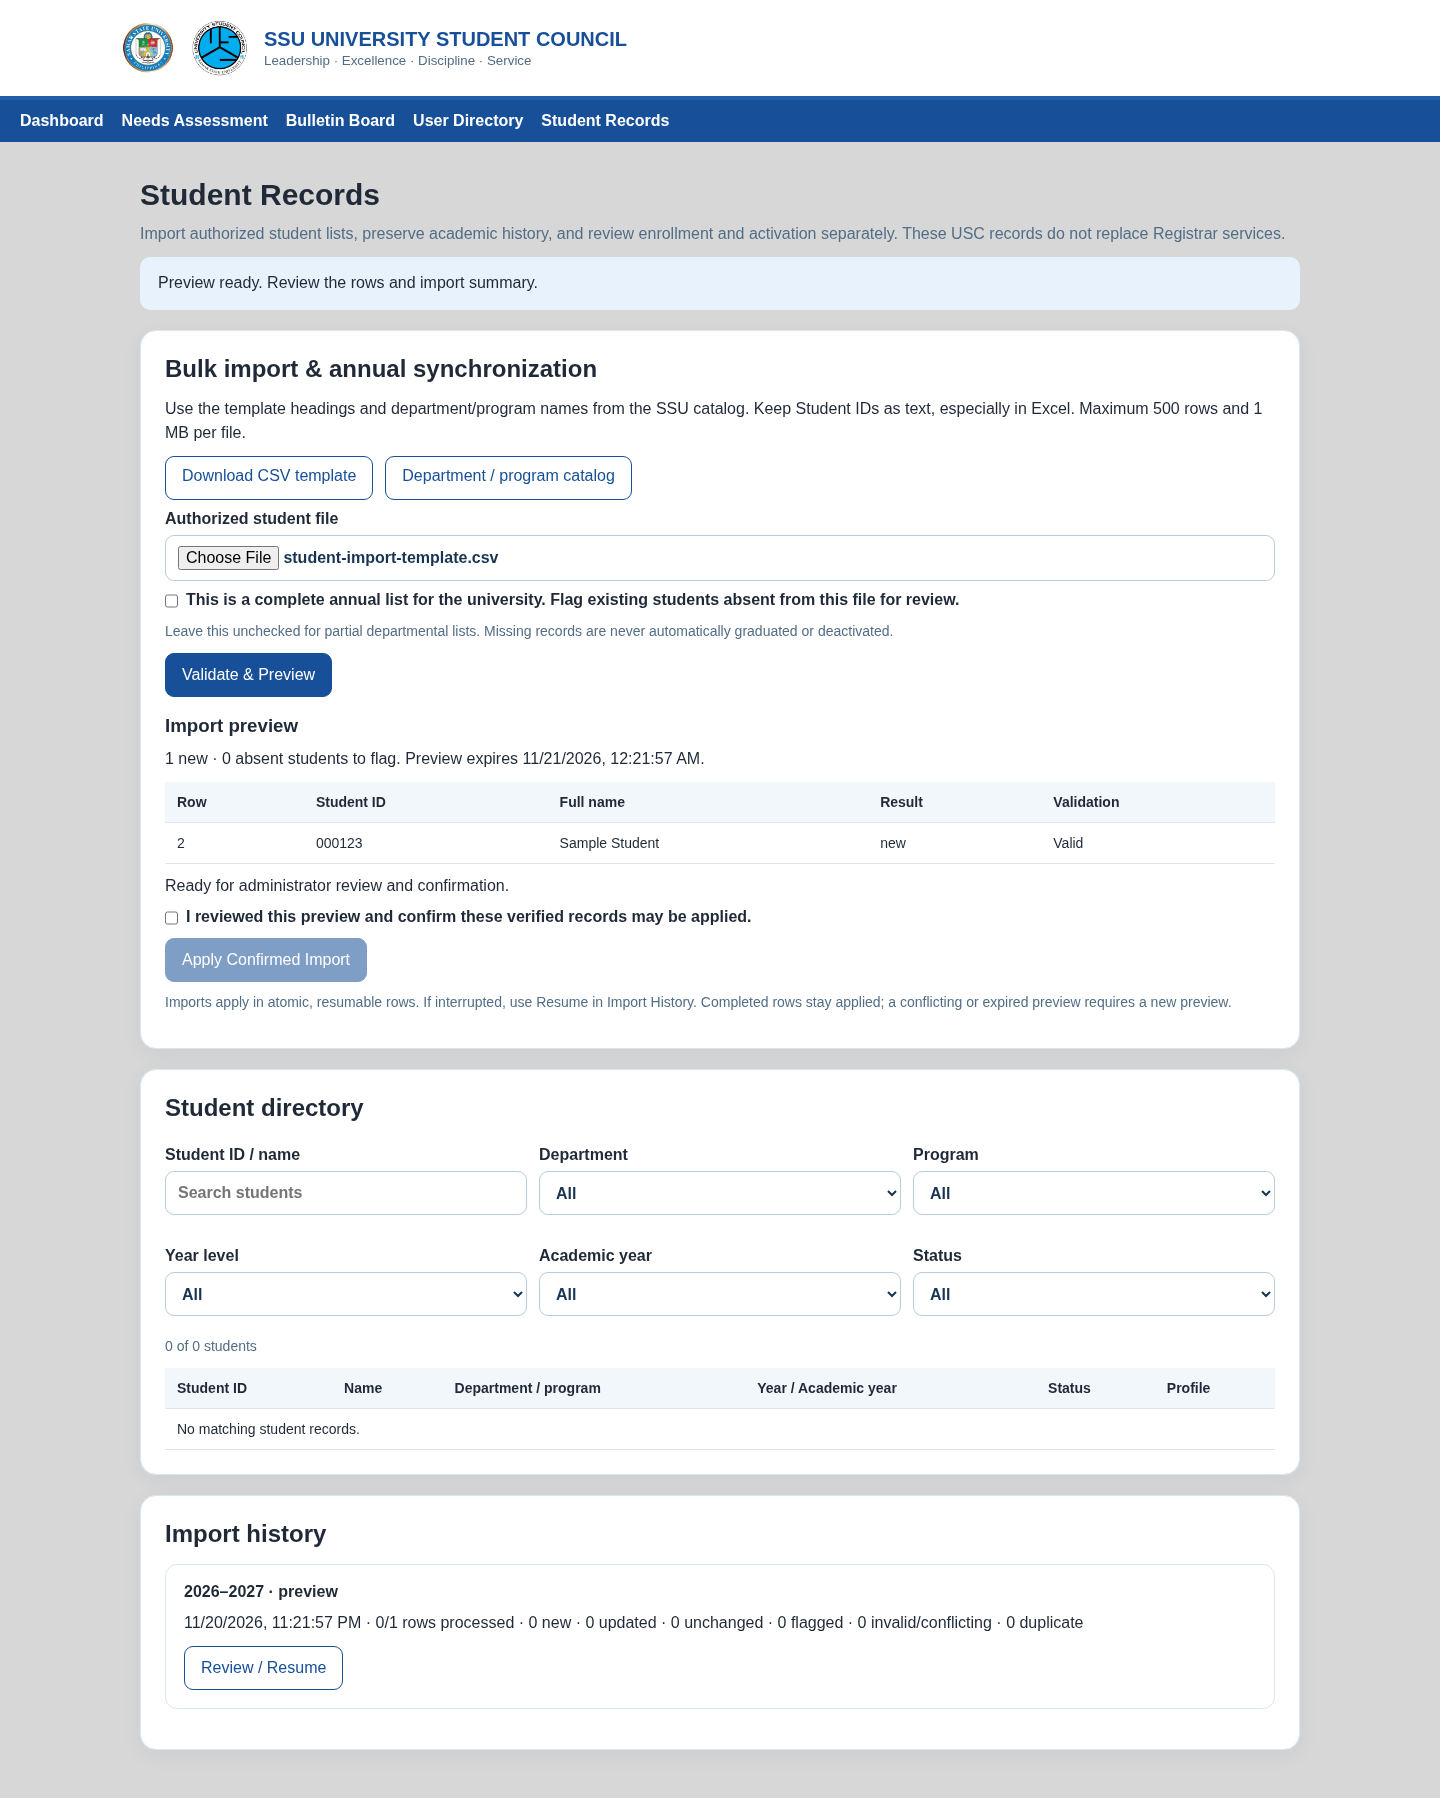 SSU UNIVERSITY STUDENT COUNCIL
Leadership · Excellence · Discipline · Service
Dashboard Needs Assessment Bulletin Board User Directory Student Records
Student Records
Import authorized student lists, preserve academic history, and review enrollment and activation separately. These USC records do not replace Registrar services.
Preview ready. Review the rows and import summary.
Bulk import & annual synchronization
Use the template headings and department/program names from the SSU catalog. Keep Student IDs as text, especially in Excel. Maximum 500 rows and 1
MB per file.
Download CSV template Department / program catalog
Authorized student file
Choose File student-import-template.csv
This is a complete annual list for the university. Flag existing students absent from this file for review.
Leave this unchecked for partial departmental lists. Missing records are never automatically graduated or deactivated.
Validate & Preview
Import preview
1 new · 0 absent students to flag. Preview expires 11/21/2026, 12:21:57 AM.
Row Student ID Full name Result Validation
2 000123 Sample Student new Valid
Ready for administrator review and confirmation.
I reviewed this preview and confirm these verified records may be applied.
Apply Confirmed Import
Imports apply in atomic, resumable rows. If interrupted, use Resume in Import History. Completed rows stay applied; a conflicting or expired preview requires a new preview.
Student directory
Student ID / name Department Program
Search students All All
Year level Academic year Status
All All All
0 of 0 students
Student ID Name Department / program Year / Academic year Status Profile
No matching student records.
Import history
2026–2027 · preview
11/20/2026, 11:21:57 PM · 0/1 rows processed · 0 new · 0 updated · 0 unchanged · 0 flagged · 0 invalid/conflicting · 0 duplicate
Review / Resume